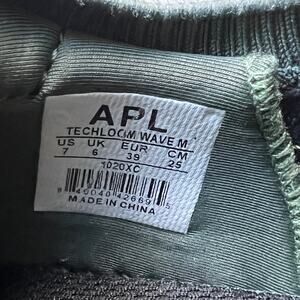 APL
TECHLOOM WAVE M
US UK EUR CM
7 6 39 25
1020XC
MADE IN CHINA